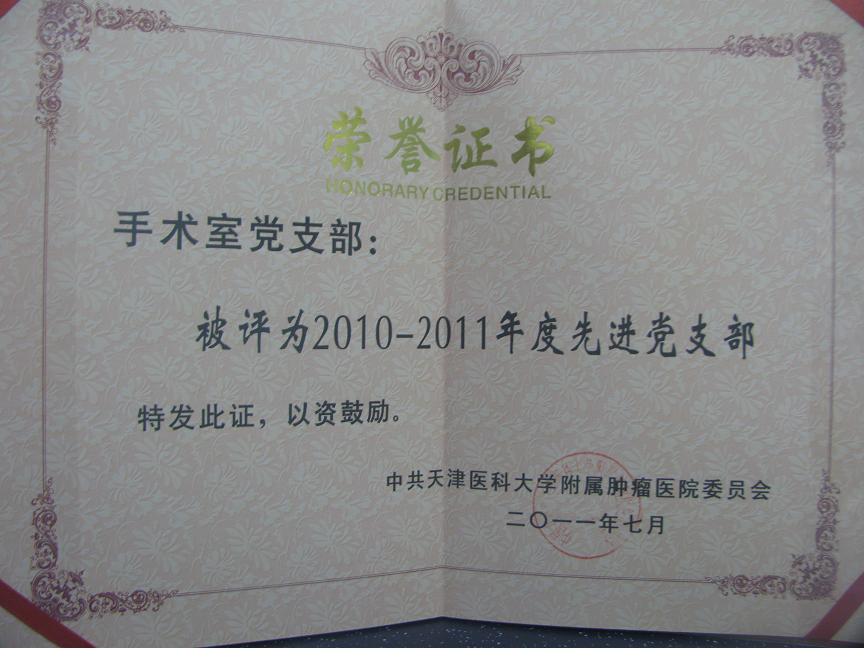 荣誉证书
HONORARY CREDENTIAL
手术室党支部：
被评为2010-2011年度先进党支部
特发此证，以资鼓励。
中共天津医科大学附属肿瘤医院委员会
二〇一一年七月